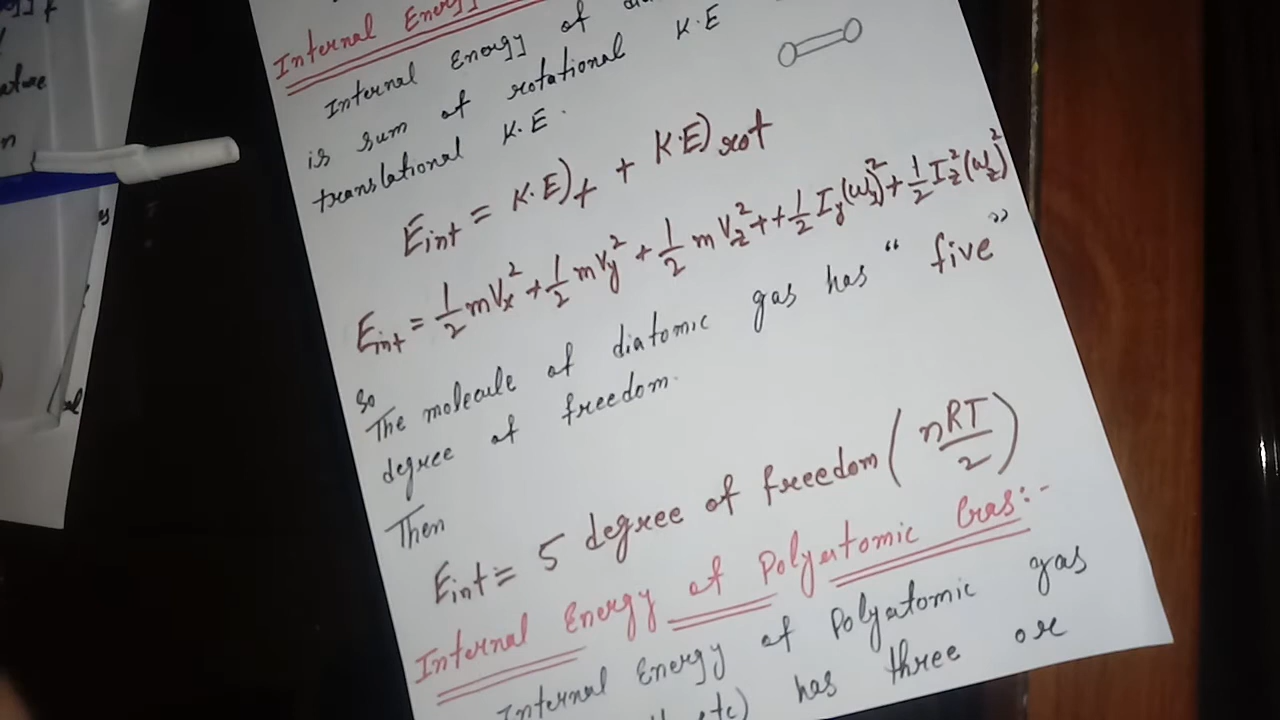 Internal Energy
Internal Energy of
is sum of rotational K.E
translational K.E.
Eint = K.E)t + K.E)rot
Eint = 1/2 mVx² + 1/2 mVy² + 1/2 mVz² + + 1/2 Iy(ωy)² + 1/2 Iz²(ωz)²
So
The molecule of diatomic gas has "five"
degree of freedom.
Then
Eint = 5 degree of freedom (nRT/2)
Internal Energy of Polyatomic Gas:-
Internal Energy of Polyatomic gas
etc) has three or